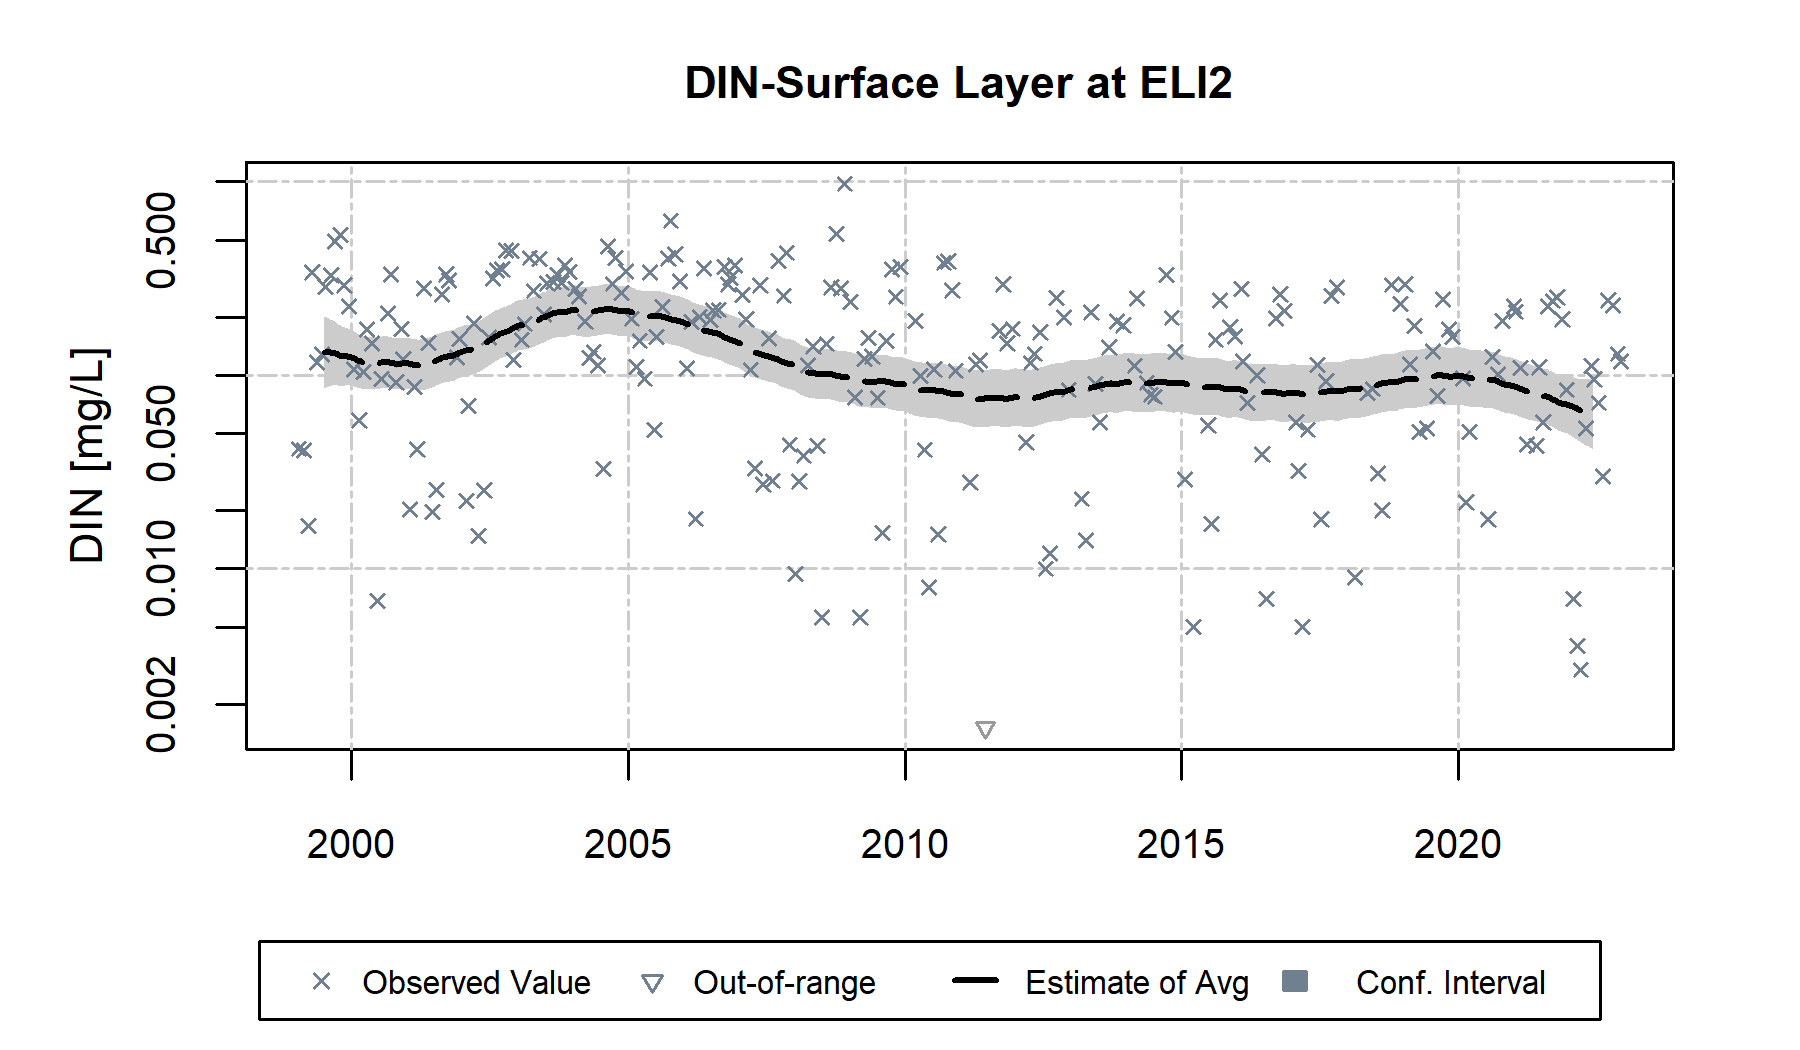 DIN-Surface Layer at ELI2
DIN [mg/L]
0.500
0.050
0.010
0.002
2000 2005 2010 2015 2020
Observed Value Out-of-range Estimate of Avg Conf. Interval